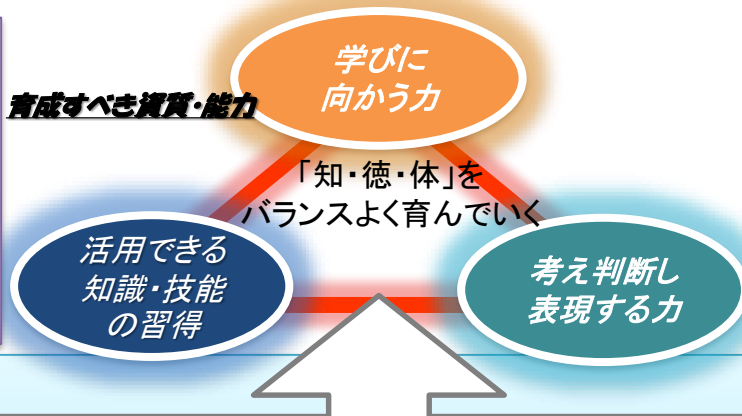 学びに
向かう力
育成すべき資質・能力
「知・徳・体」を
バランスよく育んでいく
活用できる
知識・技能
の習得
考え判断し
表現する力